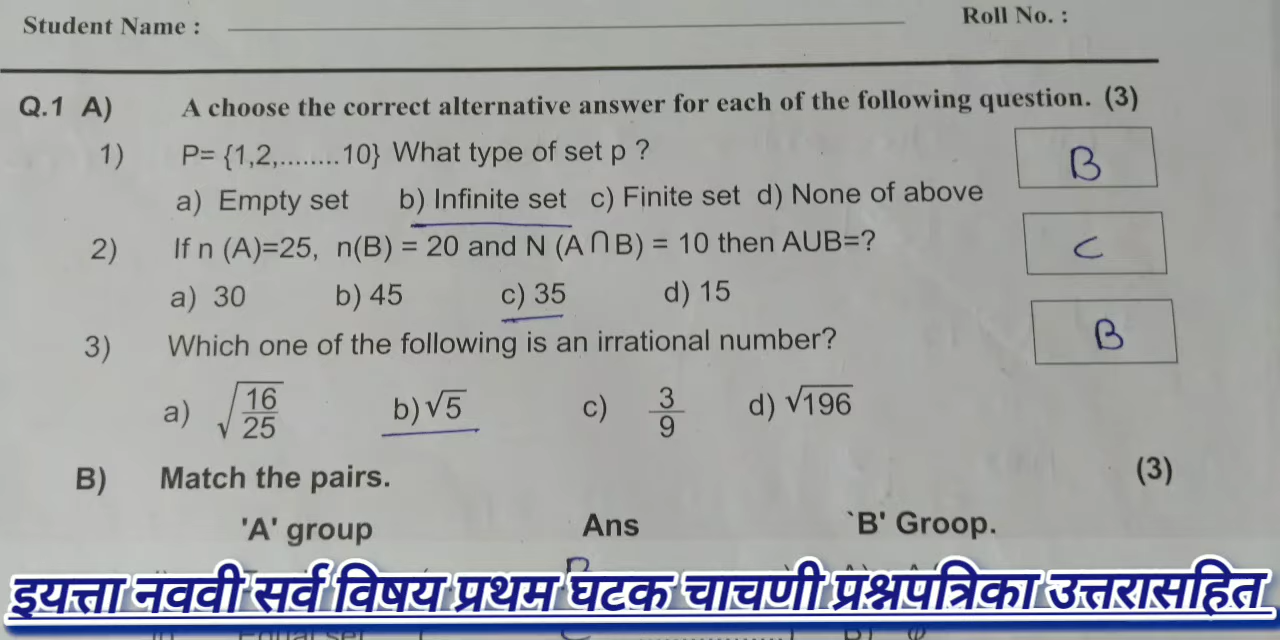 Student Name : Roll No. :
Q.1 A) A choose the correct alternative answer for each of the following question. (3)
1) P= {1,2,........10} What type of set p ? B
a) Empty set b) Infinite set c) Finite set d) None of above
2) If n (A)=25, n(B) = 20 and N (A∩B) = 10 then AUB=? C
a) 30 b) 45 c) 35 d) 15
3) Which one of the following is an irrational number? B
a) √16/25 b) √5 c) 3/9 d) √196
B) Match the pairs. (3)
'A' group Ans `B' Groop.
इयत्ता नववी सर्व विषय प्रथम घटक चाचणी प्रश्नपत्रिका उत्तरासहित